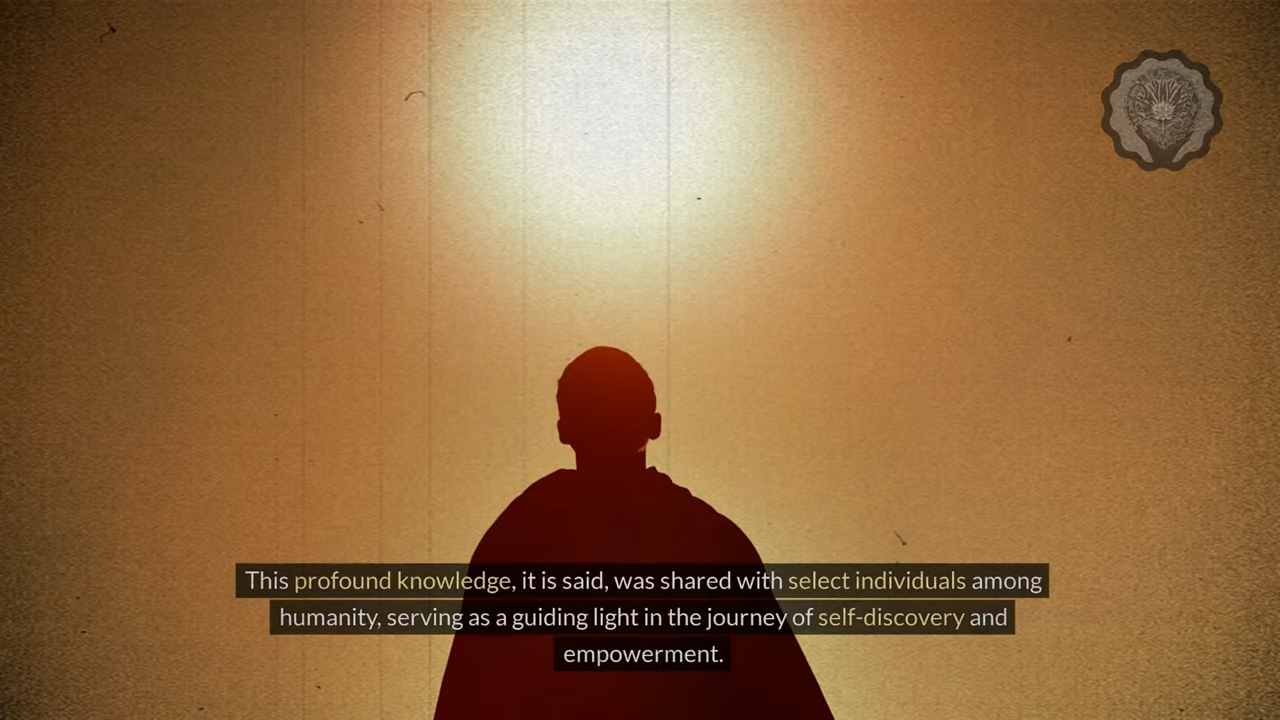 This profound knowledge, it is said, was shared with select individuals among
humanity, serving as a guiding light in the journey of self-discovery and
empowerment.